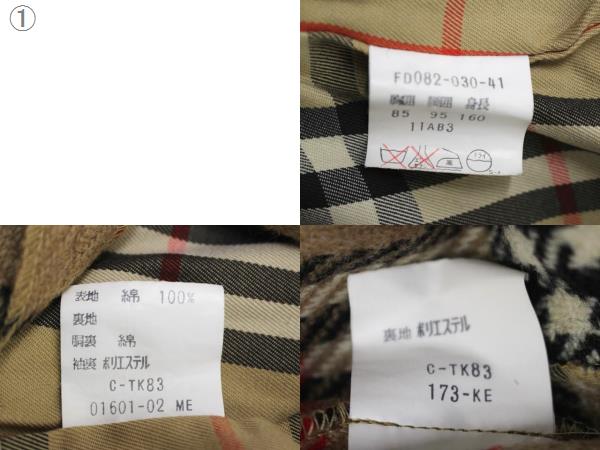 ①
FD082-030-41
胸囲 腰囲 身長
85 95 160
11AB3
表地 綿 100%
裏地
胴裏 綿
袖裏 ポリエステル
C-TK83
01601-02 ME
裏地 ポリエステル
C-TK83
173-KE